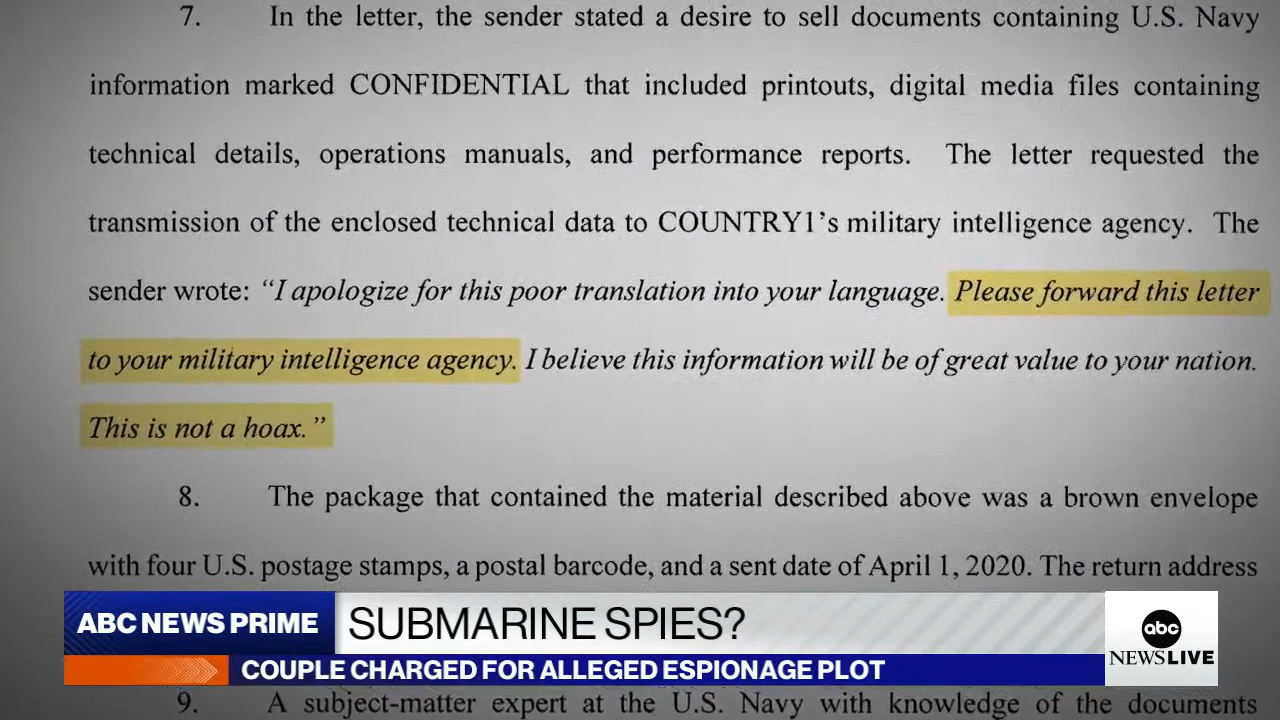 7. In the letter, the sender stated a desire to sell documents containing U.S. Navy
information marked CONFIDENTIAL that included printouts, digital media files containing
technical details, operations manuals, and performance reports. The letter requested the
transmission of the enclosed technical data to COUNTRY1’s military intelligence agency. The
sender wrote: “I apologize for this poor translation into your language. Please forward this letter
to your military intelligence agency. I believe this information will be of great value to your nation.
This is not a hoax.”
8. The package that contained the material described above was a brown envelope
with four U.S. postage stamps, a postal barcode, and a sent date of April 1, 2020. The return address
ABC NEWS PRIME
SUBMARINE SPIES?
COUPLE CHARGED FOR ALLEGED ESPIONAGE PLOT
abc
NEWSLIVE
9. A subject-matter expert at the U.S. Navy with knowledge of the documents